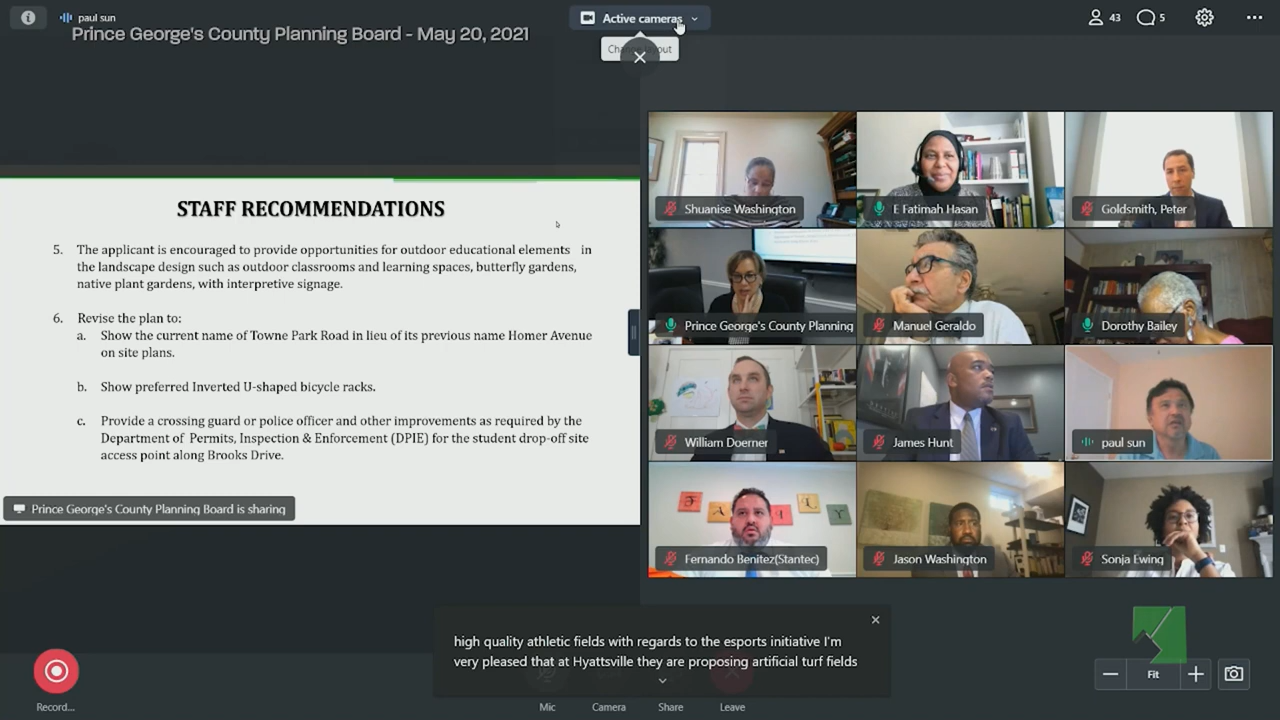 paul sun
Active cameras
43
5
Prince George's County Planning Board - May 20, 2021
STAFF RECOMMENDATIONS
5. The applicant is encouraged to provide opportunities for outdoor educational elements in
the landscape design such as outdoor classrooms and learning spaces, butterfly gardens,
native plant gardens, with interpretive signage.
6. Revise the plan to:
a. Show the current name of Towne Park Road in lieu of its previous name Homer Avenue
on site plans.
b. Show preferred Inverted U-shaped bicycle racks.
c. Provide a crossing guard or police officer and other improvements as required by the
Department of Permits, Inspection & Enforcement (DPIE) for the student drop-off site
access point along Brooks Drive.
Prince George's County Planning Board is sharing
Shuanise Washington
E Fatimah Hasan
Goldsmith, Peter
Prince George's County Planning
Manuel Geraldo
Dorothy Bailey
William Doerner
James Hunt
paul sun
FA LY
Fernando Benitez(Stantec)
Jason Washington
Sonja Ewing
high quality athletic fields with regards to the esports initiative I'm
very pleased that at Hyattsville they are proposing artificial turf fields
Record...
Mic
Camera
Share
Leave
Fit